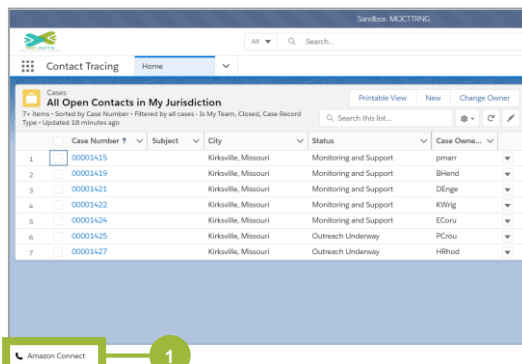 Sandbox: MOCTTRNG
All Search...
Contact Tracing Home
Cases
All Open Contacts in My Jurisdiction
Printable View New Change Owner
7+ items • Sorted by Case Number • Filtered by all cases - Is My Team, Closed, Case Record
Type • Updated 18 minutes ago
Search this list...
Case Number Subject City Status Case Owne...
1 00001415 Kirksville, Missouri Monitoring and Support pmarr
2 00001419 Kirksville, Missouri Monitoring and Support BHend
3 00001421 Kirksville, Missouri Monitoring and Support DEnge
4 00001422 Kirksville, Missouri Monitoring and Support KWrig
5 00001424 Kirksville, Missouri Monitoring and Support ECoru
6 00001425 Kirksville, Missouri Outreach Underway PCrou
7 00001427 Kirksville, Missouri Outreach Underway HRhod
Amazon Connect 1